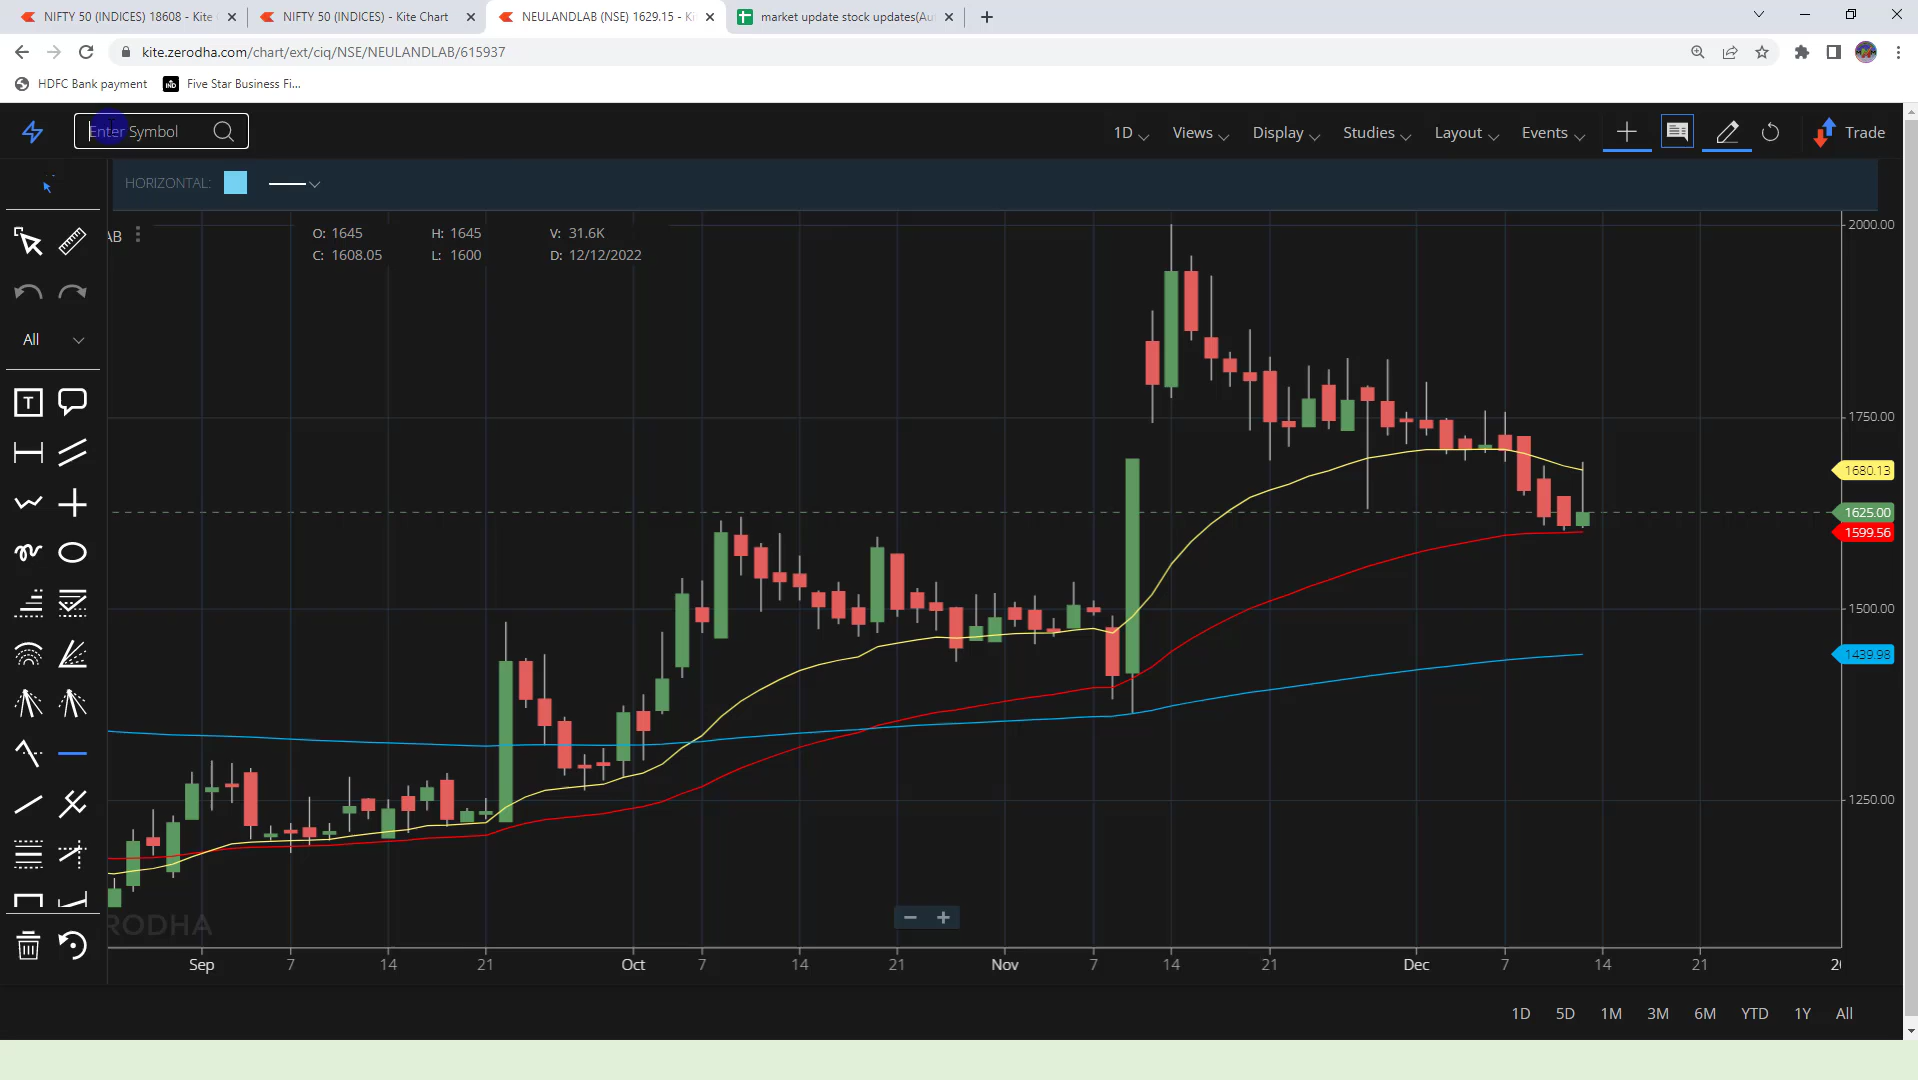 NIFTY 50 (INDICES) 18608 - Kite
NIFTY 50 (INDICES) - Kite Chart
NEULANDLAB (NSE) 1629.15 - Ki
market update stock updates(Au
kite.zerodha.com/chart/ext/ciq/NSE/NEULANDLAB/615937
HDFC Bank payment
Five Star Business Fi...
Enter Symbol
1D
Views
Display
Studies
Layout
Events
Trade
HORIZONTAL:
AB
O: 1645
H: 1645
V: 31.6K
C: 1608.05
L: 1600
D: 12/12/2022
All
T
2000.00
1750.00
1680.13
1625.00
1599.56
1500.00
1439.98
1250.00
RODHA
Sep
7
14
21
Oct
7
14
21
Nov
7
14
21
Dec
7
14
21
20
1D
5D
1M
3M
6M
YTD
1Y
All